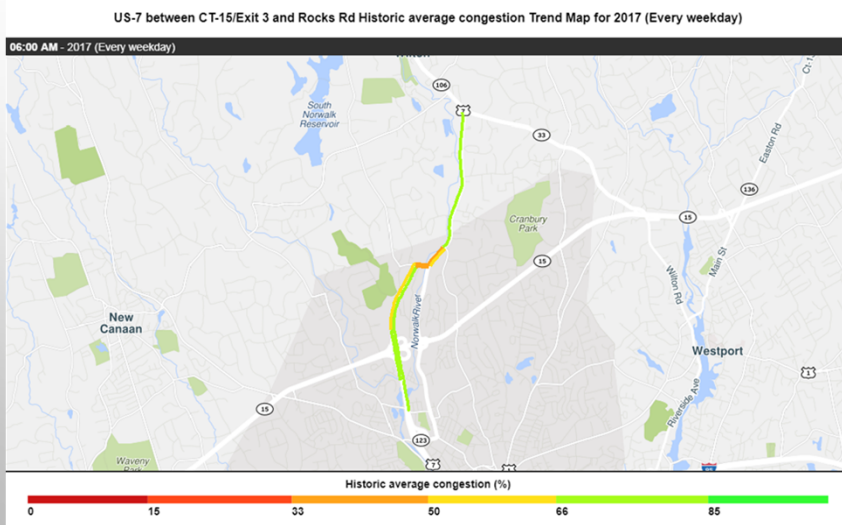 US-7 between CT-15/Exit 3 and Rocks Rd Historic average congestion Trend Map for 2017 (Every weekday)
06:00 AM - 2017 (Every weekday)
106
7
South
Norwalk
Reservoir
33
Easton Rd
136
Cranbury
Park
15
15
Main St
Wilton Rd
New
Canaan
Norwalk River
Westport
1
Riverside Ave
15
123
7
Waveny
Park
Historic average congestion (%)
0 15 33 50 66 85